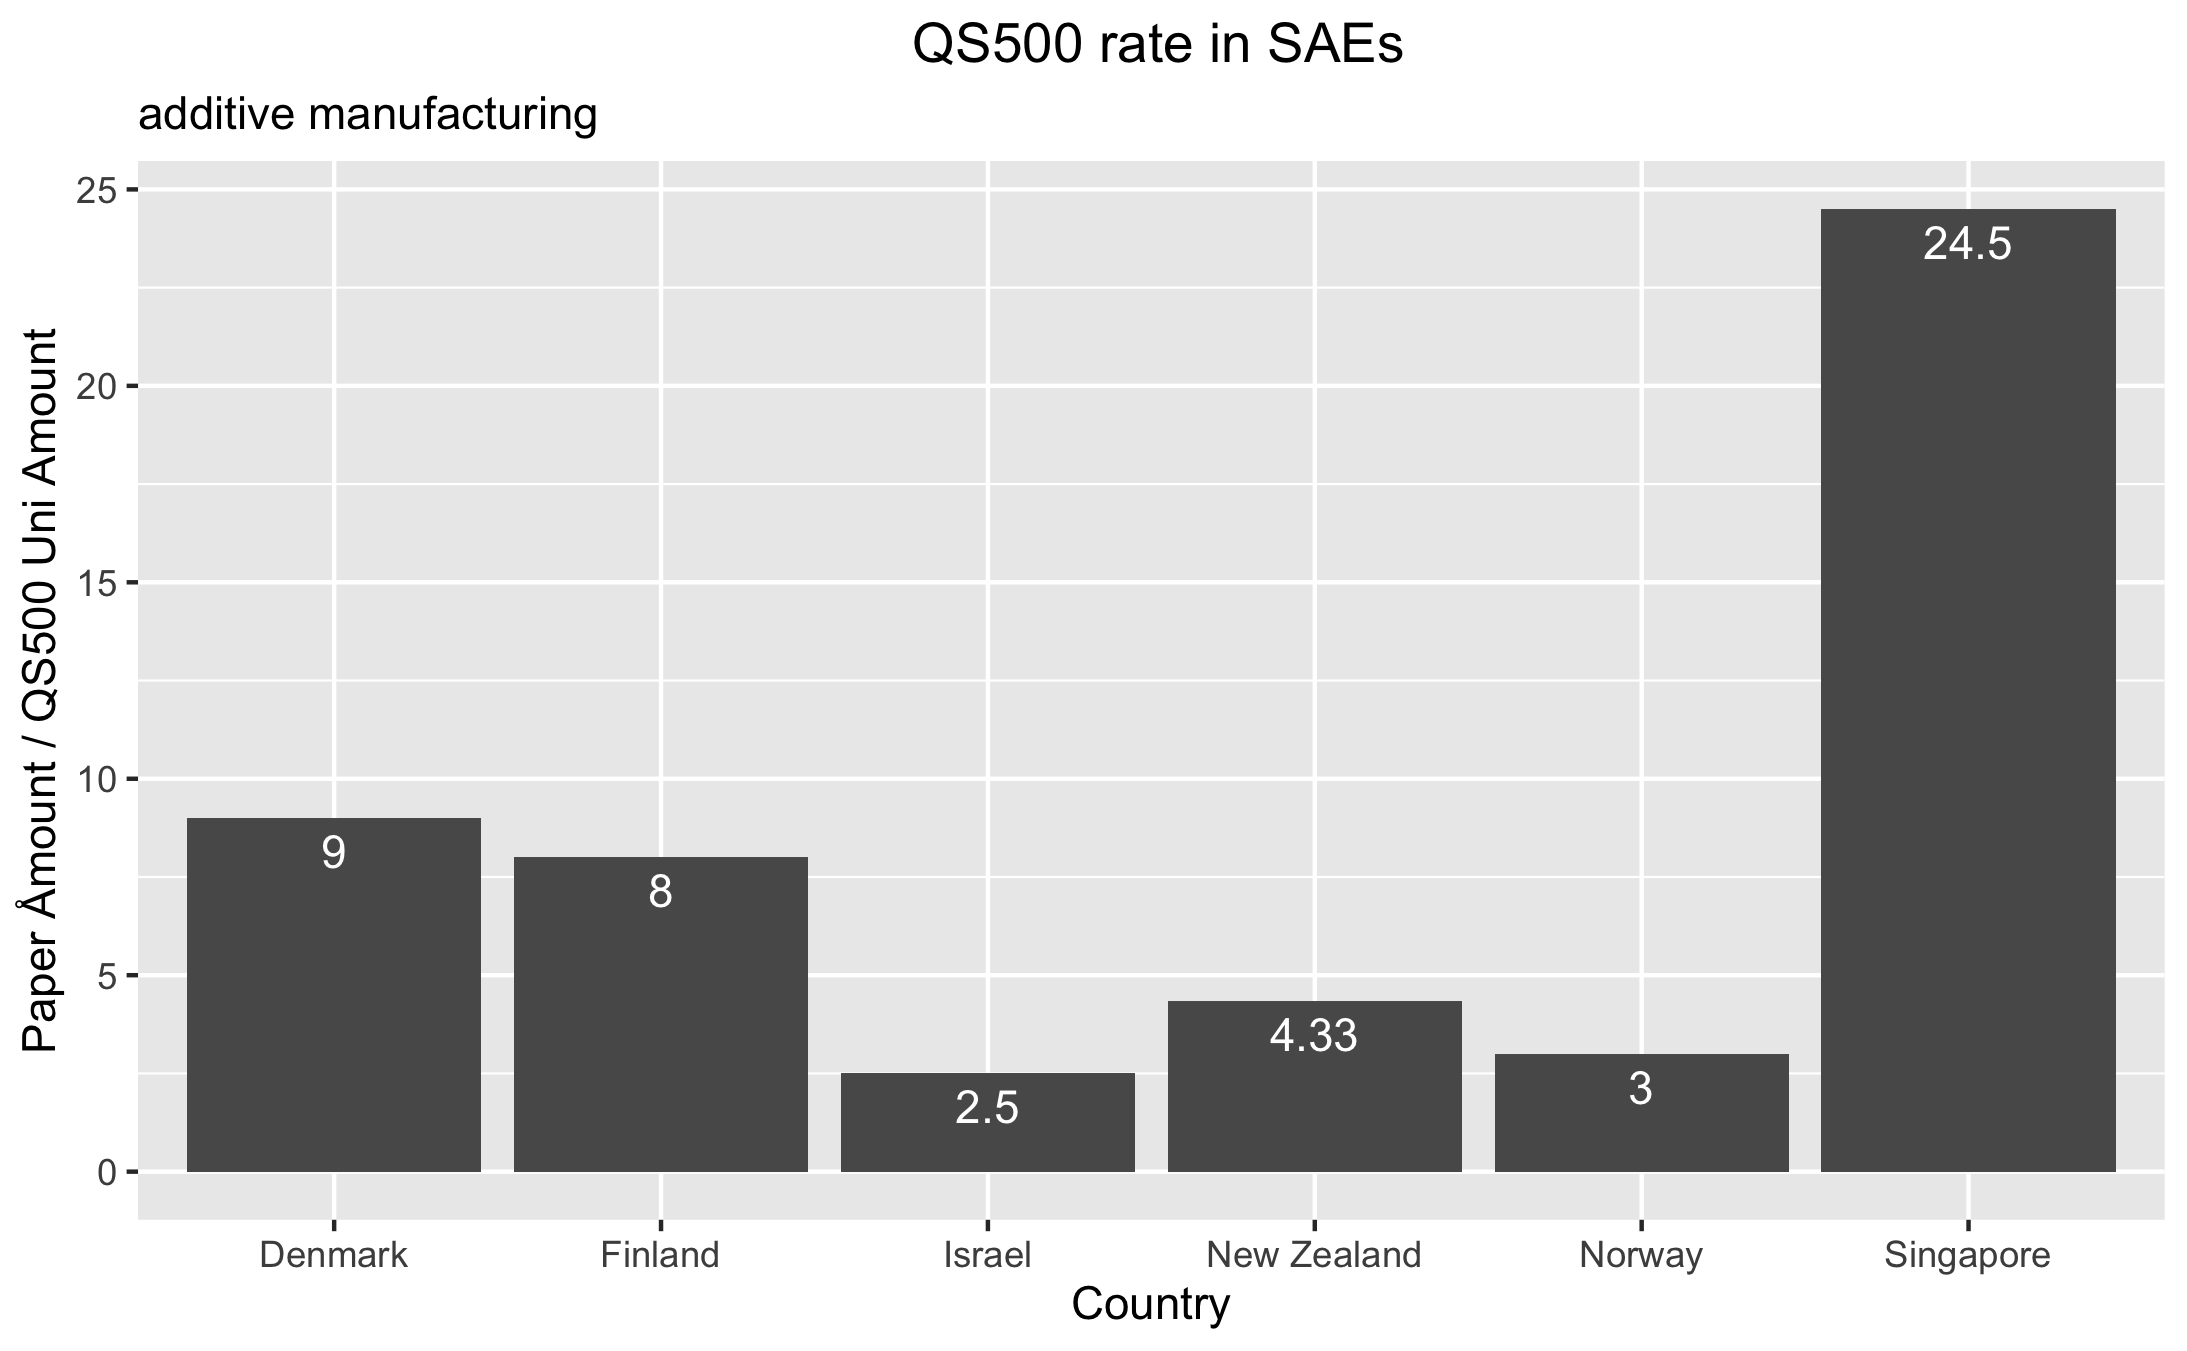 QS500 rate in SAEs
additive manufacturing
Paper Åmount / QS500 Uni Amount
25
20
15
10
5
0
9
8
2.5
4.33
3
24.5
Denmark
Finland
Israel
New Zealand
Norway
Singapore
Country